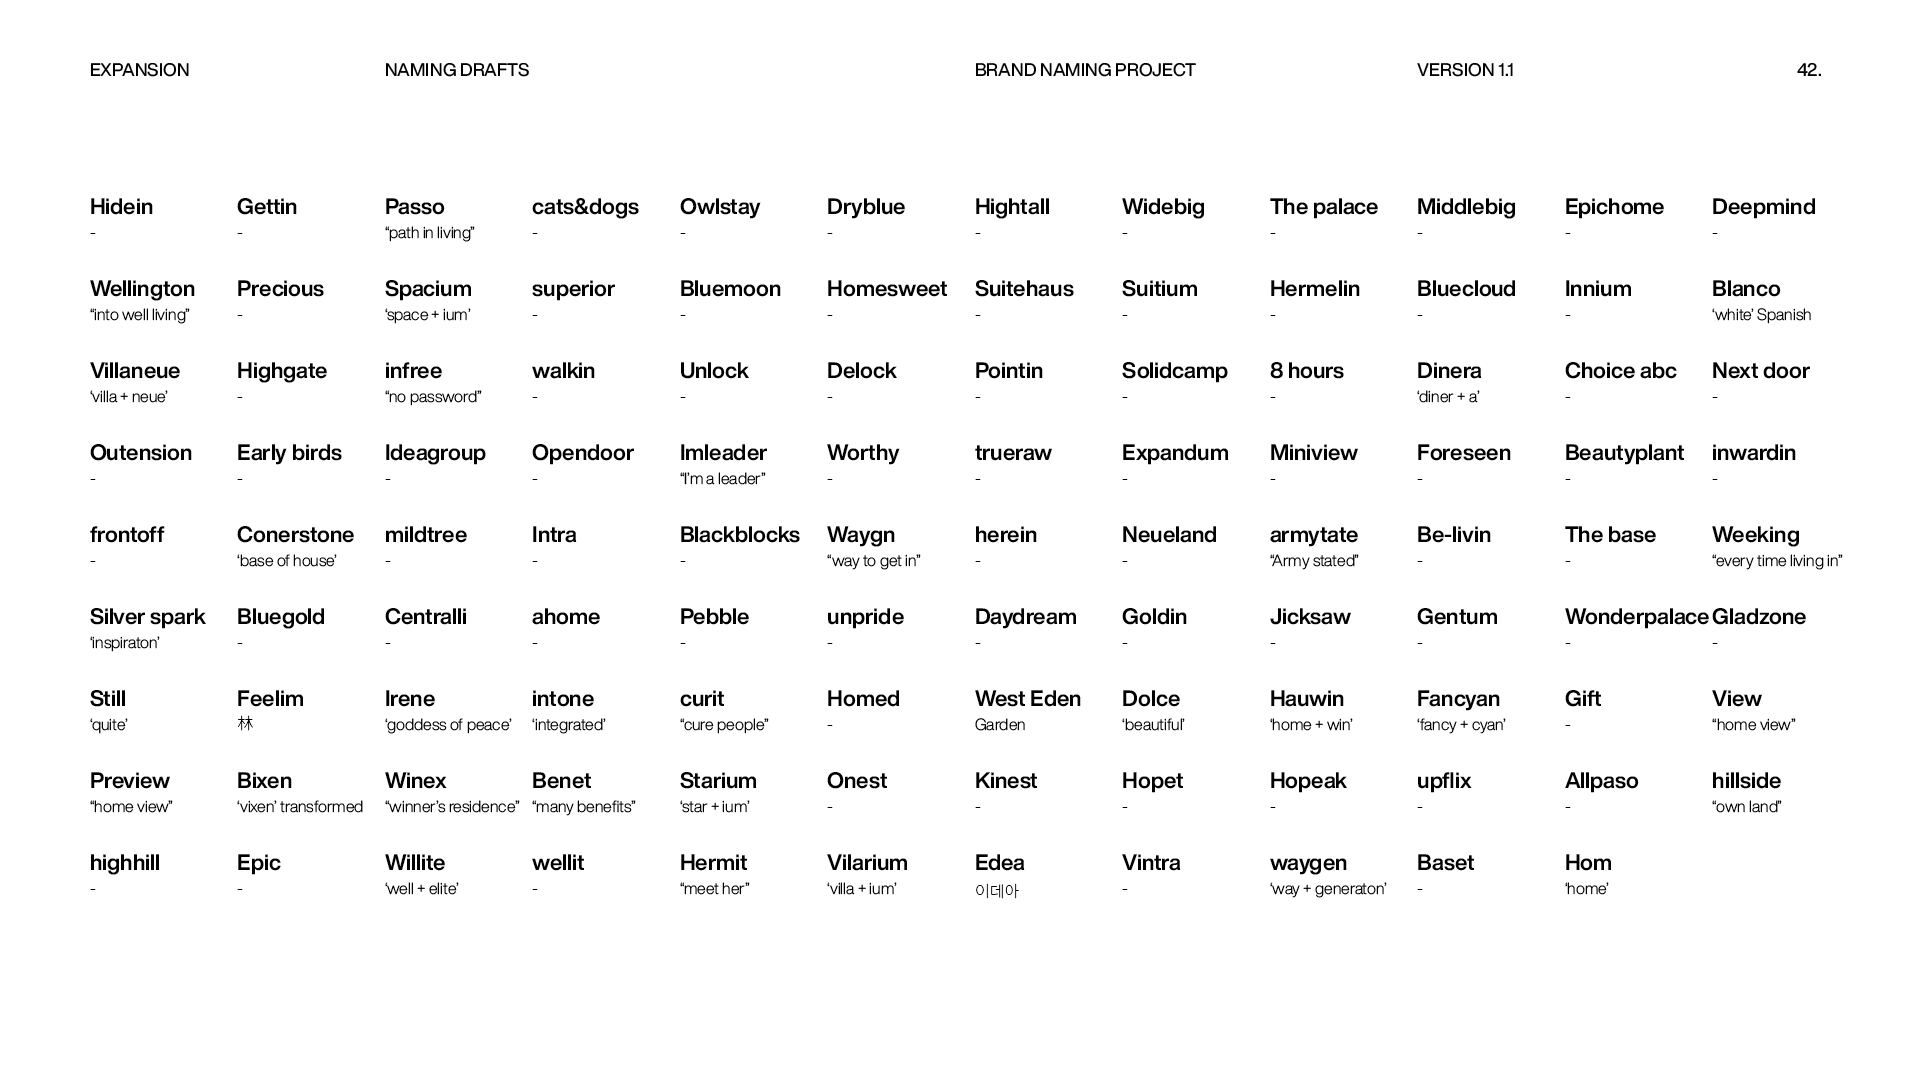 EXPANSION NAMING DRAFTS BRAND NAMING PROJECT VERSION 1.1 42.
Hidein Gettin Passo cats&dogs Owlstay Dryblue Hightall Widebig The palace Middlebig Epichome Deepmind
- - “path in living” - - - - - - - - -
Wellington Precious Spacium superior Bluemoon Homesweet Suitehaus Suitium Hermelin Bluecloud Innium Blanco
“into well living” - ‘space + ium’ - - - - - - - - ‘white’ Spanish
Villaneue Highgate infree walkin Unlock Delock Pointin Solidcamp 8 hours Dinera Choice abc Next door
‘villa + neue’ - “no password” - - - - - - ‘diner + a’ - -
Outension Early birds Ideagroup Opendoor Imleader Worthy trueraw Expandum Miniview Foreseen Beautyplant inwardin
- - - - “I’m a leader” - - - - - - -
frontoff Conerstone mildtree Intra Blackblocks Waygn herein Neueland armytate Be-livin The base Weeking
- ‘base of house’ - - - “way to get in” - - “Army stated” - - “every time living in”
Silver spark Bluegold Centralli ahome Pebble unpride Daydream Goldin Jicksaw Gentum Wonderpalace Gladzone
‘inspiraton’ - - - - - - - - - - -
Still Feelim Irene intone curit Homed West Eden Dolce Hauwin Fancyan Gift View
‘quite’ 林 ‘goddess of peace’ ‘integrated’ “cure people” - Garden ‘beautiful’ ‘home + win’ ‘fancy + cyan’ - “home view”
Preview Bixen Winex Benet Starium Onest Kinest Hopet Hopeak upflix Allpaso hillside
“home view” ‘vixen’ transformed “winner’s residence” “many benefits” ‘star + ium’ - - - - - - “own land”
highhill Epic Willite wellit Hermit Vilarium Edea Vintra waygen Baset Hom
- - ‘well + elite’ - “meet her” ‘villa + ium’ 이데아 - ‘way + generaton’ - ‘home’